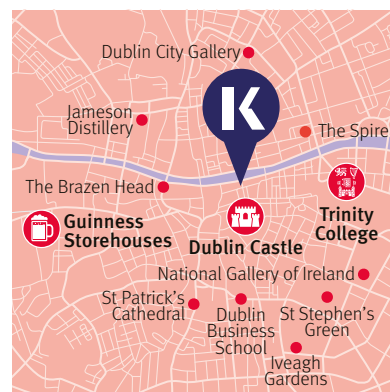 Dublin City Gallery
K
Jameson
Distillery
The Spire
The Brazen Head
Guinness
Storehouses
Dublin Castle
Trinity
College
National Gallery of Ireland
St Patrick's
Cathedral
Dublin
Business
School
St Stephen's
Green
Iveagh
Gardens